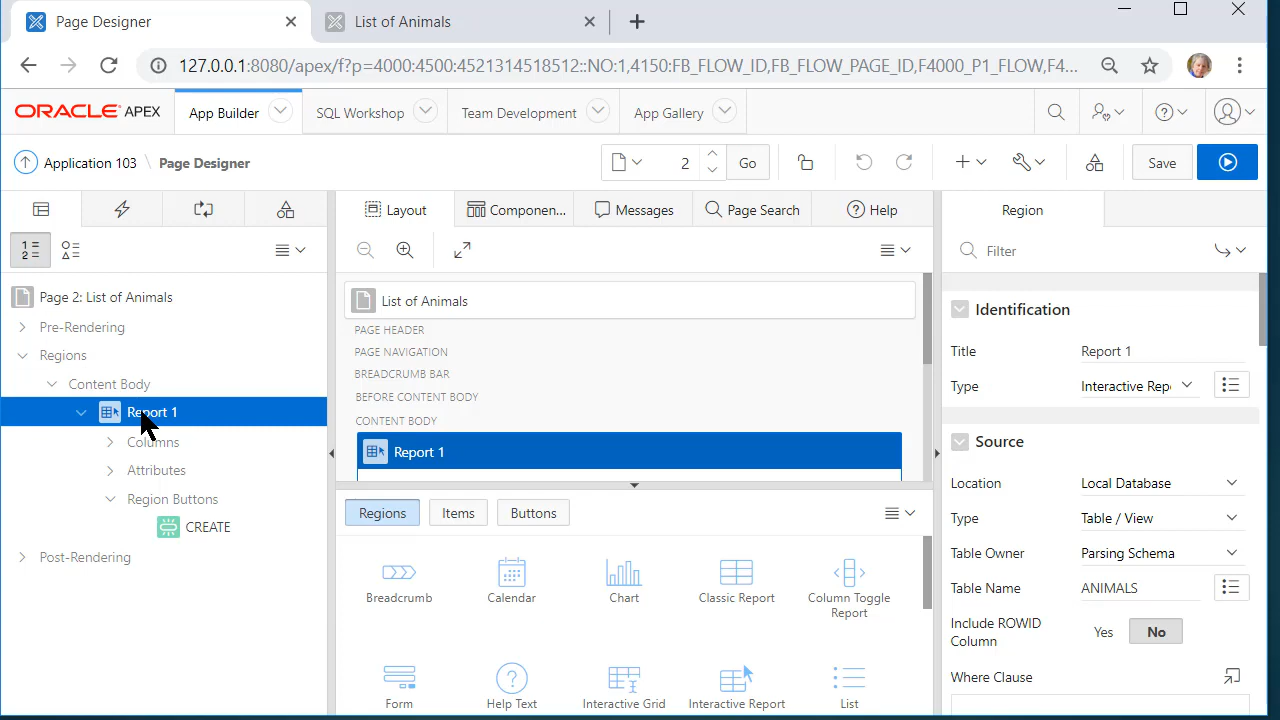 Page Designer
List of Animals
127.0.0.1:8080/apex/f?p=4000:4500:4521314518512::NO:1,4150:FB_FLOW_ID,FB_FLOW_PAGE_ID,F4000_P1_FLOW,F4...
ORACLE APEX
App Builder
SQL Workshop
Team Development
App Gallery
Application 103 \ Page Designer
2
Go
Save
Layout
Componen...
Messages
Page Search
Help
Region
Filter
Page 2: List of Animals
Pre-Rendering
Regions
Content Body
Report 1
Columns
Attributes
Region Buttons
CREATE
Post-Rendering
List of Animals
PAGE HEADER
PAGE NAVIGATION
BREADCRUMB BAR
BEFORE CONTENT BODY
CONTENT BODY
Report 1
Regions
Items
Buttons
Breadcrumb
Calendar
Chart
Classic Report
Column Toggle
Report
Form
Help Text
Interactive Grid
Interactive Report
List
Identification
Title Report 1
Type Interactive Rep
Source
Location Local Database
Type Table / View
Table Owner Parsing Schema
Table Name ANIMALS
Include ROWID
Column
Yes No
Where Clause